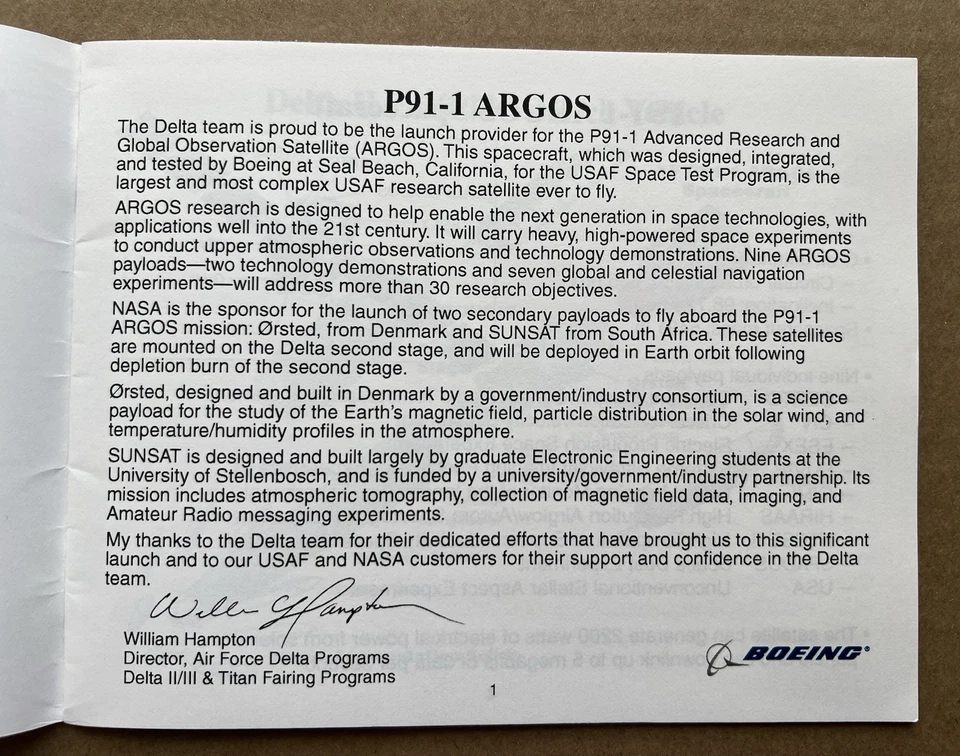 P91-1 ARGOS
The Delta team is proud to be the launch provider for the P91-1 Advanced Research and
Global Observation Satellite (ARGOS). This spacecraft, which was designed, integrated,
and tested by Boeing at Seal Beach, California, for the USAF Space Test Program, is the
largest and most complex USAF research satellite ever to fly.
ARGOS research is designed to help enable the next generation in space technologies, with
applications well into the 21st century. It will carry heavy, high-powered space experiments
to conduct upper atmospheric observations and technology demonstrations. Nine ARGOS
payloads—two technology demonstrations and seven global and celestial navigation
experiments—will address more than 30 research objectives.
NASA is the sponsor for the launch of two secondary payloads to fly aboard the P91-1
ARGOS mission: Ørsted, from Denmark and SUNSAT from South Africa. These satellites
are mounted on the Delta second stage, and will be deployed in Earth orbit following
depletion burn of the second stage.
Ørsted, designed and built in Denmark by a government/industry consortium, is a science
payload for the study of the Earth's magnetic field, particle distribution in the solar wind, and
temperature/humidity profiles in the atmosphere.
SUNSAT is designed and built largely by graduate Electronic Engineering students at the
University of Stellenbosch, and is funded by a university/government/industry partnership. Its
mission includes atmospheric tomography, collection of magnetic field data, imaging, and
Amateur Radio messaging experiments.
My thanks to the Delta team for their dedicated efforts that have brought us to this significant
launch and to our USAF and NASA customers for their support and confidence in the Delta
team.
William Hampton
Director, Air Force Delta Programs
Delta II/III & Titan Fairing Programs
BOEING®
1